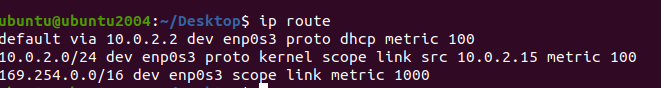 ubuntu@ubuntu2004:~/Desktop$ ip route
default via 10.0.2.2 dev enp0s3 proto dhcp metric 100
10.0.2.0/24 dev enp0s3 proto kernel scope link src 10.0.2.15 metric 100
169.254.0.0/16 dev enp0s3 scope link metric 1000